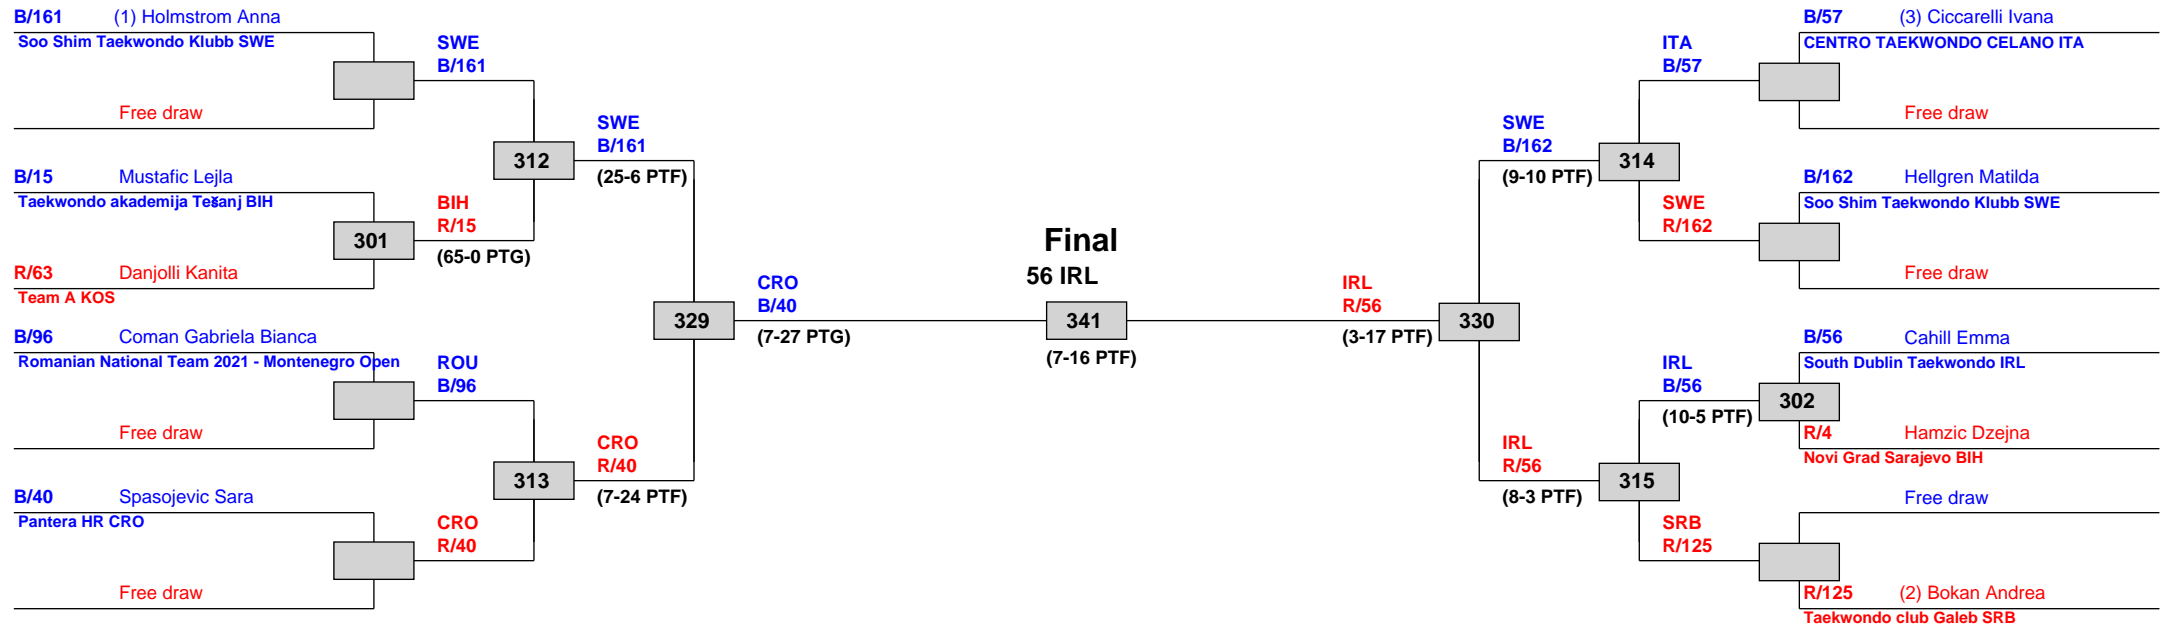 B/161 (1) Holmstrom Anna
Soo Shim Taekwondo Klubb SWE
Free draw
B/15 Mustafic Lejla
Taekwondo akademija Tešanj BIH
301
R/63 Danjolli Kanita
Team A KOS
B/96 Coman Gabriela Bianca
Romanian National Team 2021 - Montenegro Open
Free draw
B/40 Spasojevic Sara
Pantera HR CRO
Free draw
SWE
B/161
312
BIH
R/15
(65-0 PTG)
ROU
B/96
313
CRO
R/40
SWE
B/161
(25-6 PTF)
329
CRO
R/40
(7-24 PTF)
CRO
B/40
(7-27 PTG)
Final
56 IRL
341
(7-16 PTF)
IRL
R/56
(3-17 PTF)
330
SWE
B/162
(9-10 PTF)
314
IRL
R/56
(8-3 PTF)
315
ITA
B/57
SWE
R/162
IRL
B/56
(10-5 PTF)
302
SRB
R/125
B/57 (3) Ciccarelli Ivana
CENTRO TAEKWONDO CELANO ITA
Free draw
B/162 Hellgren Matilda
Soo Shim Taekwondo Klubb SWE
Free draw
B/56 Cahill Emma
South Dublin Taekwondo IRL
R/4 Hamzic Dzejna
Novi Grad Sarajevo BIH
Free draw
R/125 (2) Bokan Andrea
Taekwondo club Galeb SRB